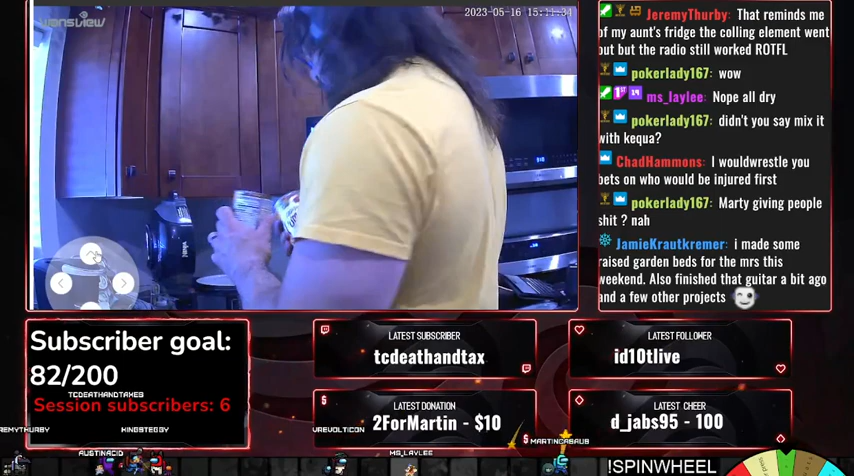 wansview
2023-05-16 15:11:34
JeremyThurby: That reminds me
of my aunt's fridge the colling element went
out but the radio still worked ROTFL
pokerlady167: wow
1ST 19 ms_laylee: Nope all dry
pokerlady167: didn't you say mix it
with kequa?
ChadHammons: I wouldwrestle you
bets on who would be injured first
pokerlady167: Marty giving people
shit ? nah
JamieKrautkremer: i made some
raised garden beds for the mrs this
weekend. Also finished that guitar a bit ago
and a few other projects
Subscriber goal:
82/200
TCDEATHANDTAXES
Session subscribers: 6
LATEST SUBSCRIBER
tcdeathandtax
LATEST FOLLOWER
id10tlive
LATEST DONATION
2ForMartin - $10
LATEST CHEER
d_jabs95 - 100
KINGSTEGGY
VREVOLTICON
MARTINCABAUB
AUSTINACID
MS_LAYLEE
!SPINWHEEL